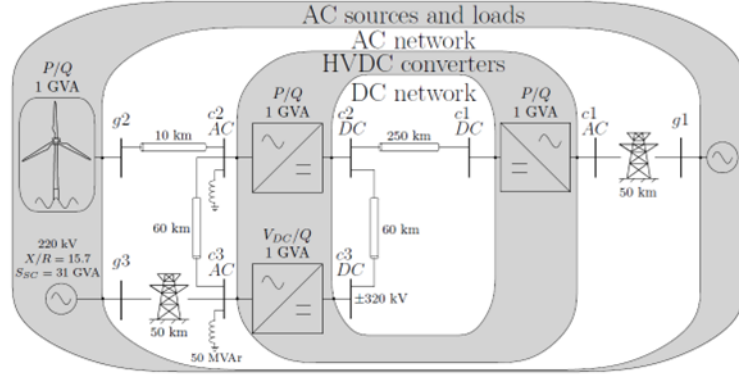 AC sources and loads
AC network
HVDC converters
DC network
P/Q
1 GVA
g2
10 km
c2
AC
P/Q
1 GVA
c2
DC
250 km
c1
DC
P/Q
1 GVA
c1
AC
g1
50 km
60 km
60 km
220 kV
X/R = 15.7
S_SC = 31 GVA
g3
50 km
c3
AC
V_DC/Q
1 GVA
c3
DC
±320 kV
50 MVAr